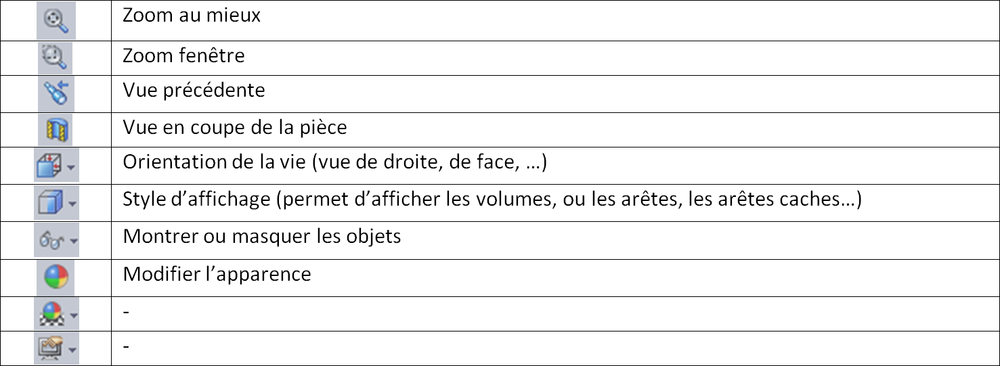 Zoom au mieux
Zoom fenêtre
Vue précédente
Vue en coupe de la pièce
Orientation de la vie (vue de droite, de face, …)
Style d’affichage (permet d’afficher les volumes, ou les arêtes, les arêtes caches…)
Montrer ou masquer les objets
Modifier l’apparence
-
-